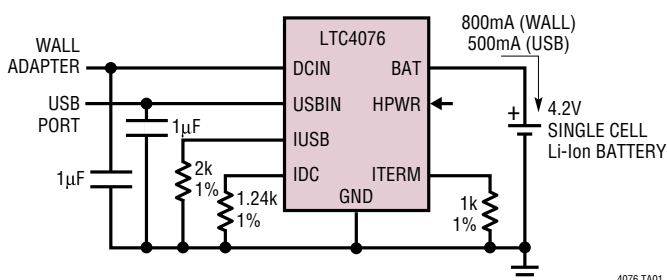 800mA (WALL)
500mA (USB)
WALL
ADAPTER
USB
PORT
LTC4076
DCIN
BAT
USBIN
HPWR
IUSB
IDC
ITERM
GND
1µF
1µF
2k
1%
1.24k
1%
1k
1%
+
4.2V
SINGLE CELL
Li-Ion BATTERY
4076 TA01